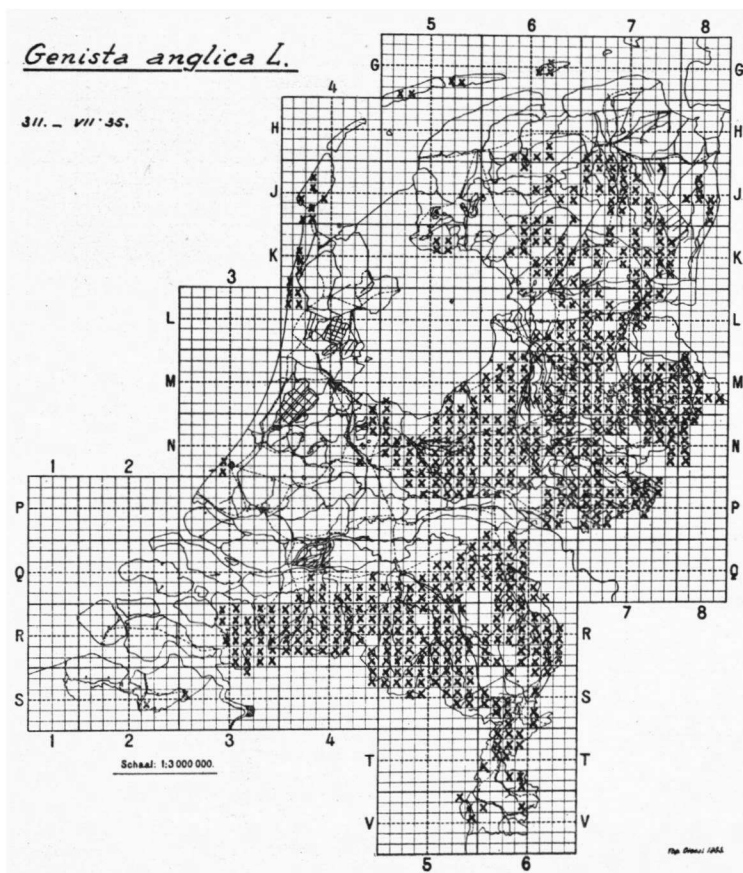 Genista anglica L.
311. – VII '35.
5 6 7 8
G G
4
H H
J J
K K
3
L L
M M
1 2
N N
P P
Q Q
7 8
R R
S S
1 2 3 4
Schaal: 1:3 000 000.
T T
V V
5 6